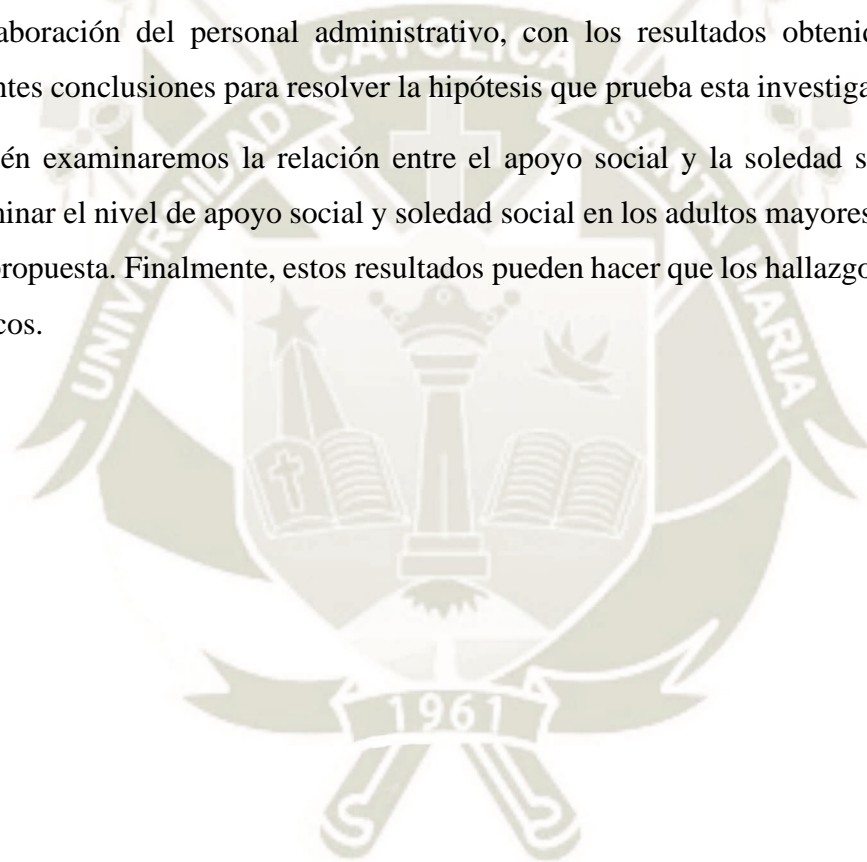 aboración del personal administrativo, con los resultados obtenid
ntes conclusiones para resolver la hipótesis que prueba esta investiga
én examinaremos la relación entre el apoyo social y la soledad s
ninar el nivel de apoyo social y soledad social en los adultos mayores
propuesta. Finalmente, estos resultados pueden hacer que los hallazgo
cos.
UNIVERSIDAD CATOLICA SANTA MARIA
1961